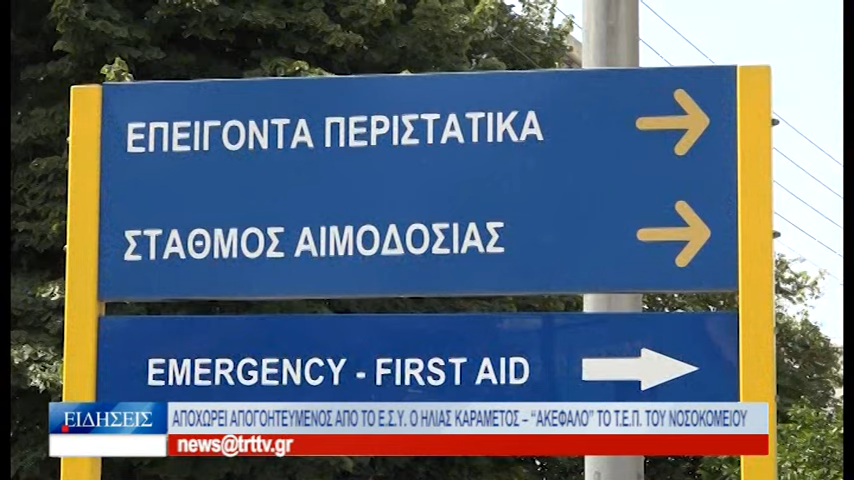 ΕΠΕΙΓΟΝΤΑ ΠΕΡΙΣΤΑΤΙΚΑ
ΣΤΑΘΜΟΣ ΑΙΜΟΔΟΣΙΑΣ
EMERGENCY - FIRST AID
ΕΙΔΗΣΕΙΣ
ΑΠΟΧΩΡΕΙ ΑΠΟΓΟΗΤΕΥΜΕΝΟΣ ΑΠΟ ΤΟ Ε.Σ.Υ. Ο ΗΛΙΑΣ ΚΑΡΑΜΕΤΟΣ – “ΑΚΕΦΑΛΟ” ΤΟ Τ.Ε.Π. ΤΟΥ ΝΟΣΟΚΟΜΕΙΟΥ
news@trttv.gr